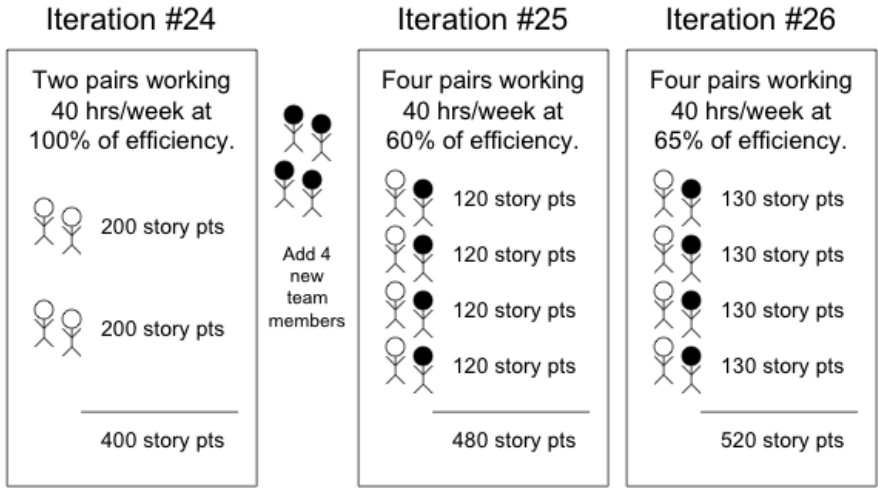 Iteration #24
Two pairs working
40 hrs/week at
100% of efficiency.
200 story pts
200 story pts
400 story pts
Add 4
new
team
members
Iteration #25
Four pairs working
40 hrs/week at
60% of efficiency.
120 story pts
120 story pts
120 story pts
120 story pts
480 story pts
Iteration #26
Four pairs working
40 hrs/week at
65% of efficiency.
130 story pts
130 story pts
130 story pts
130 story pts
520 story pts